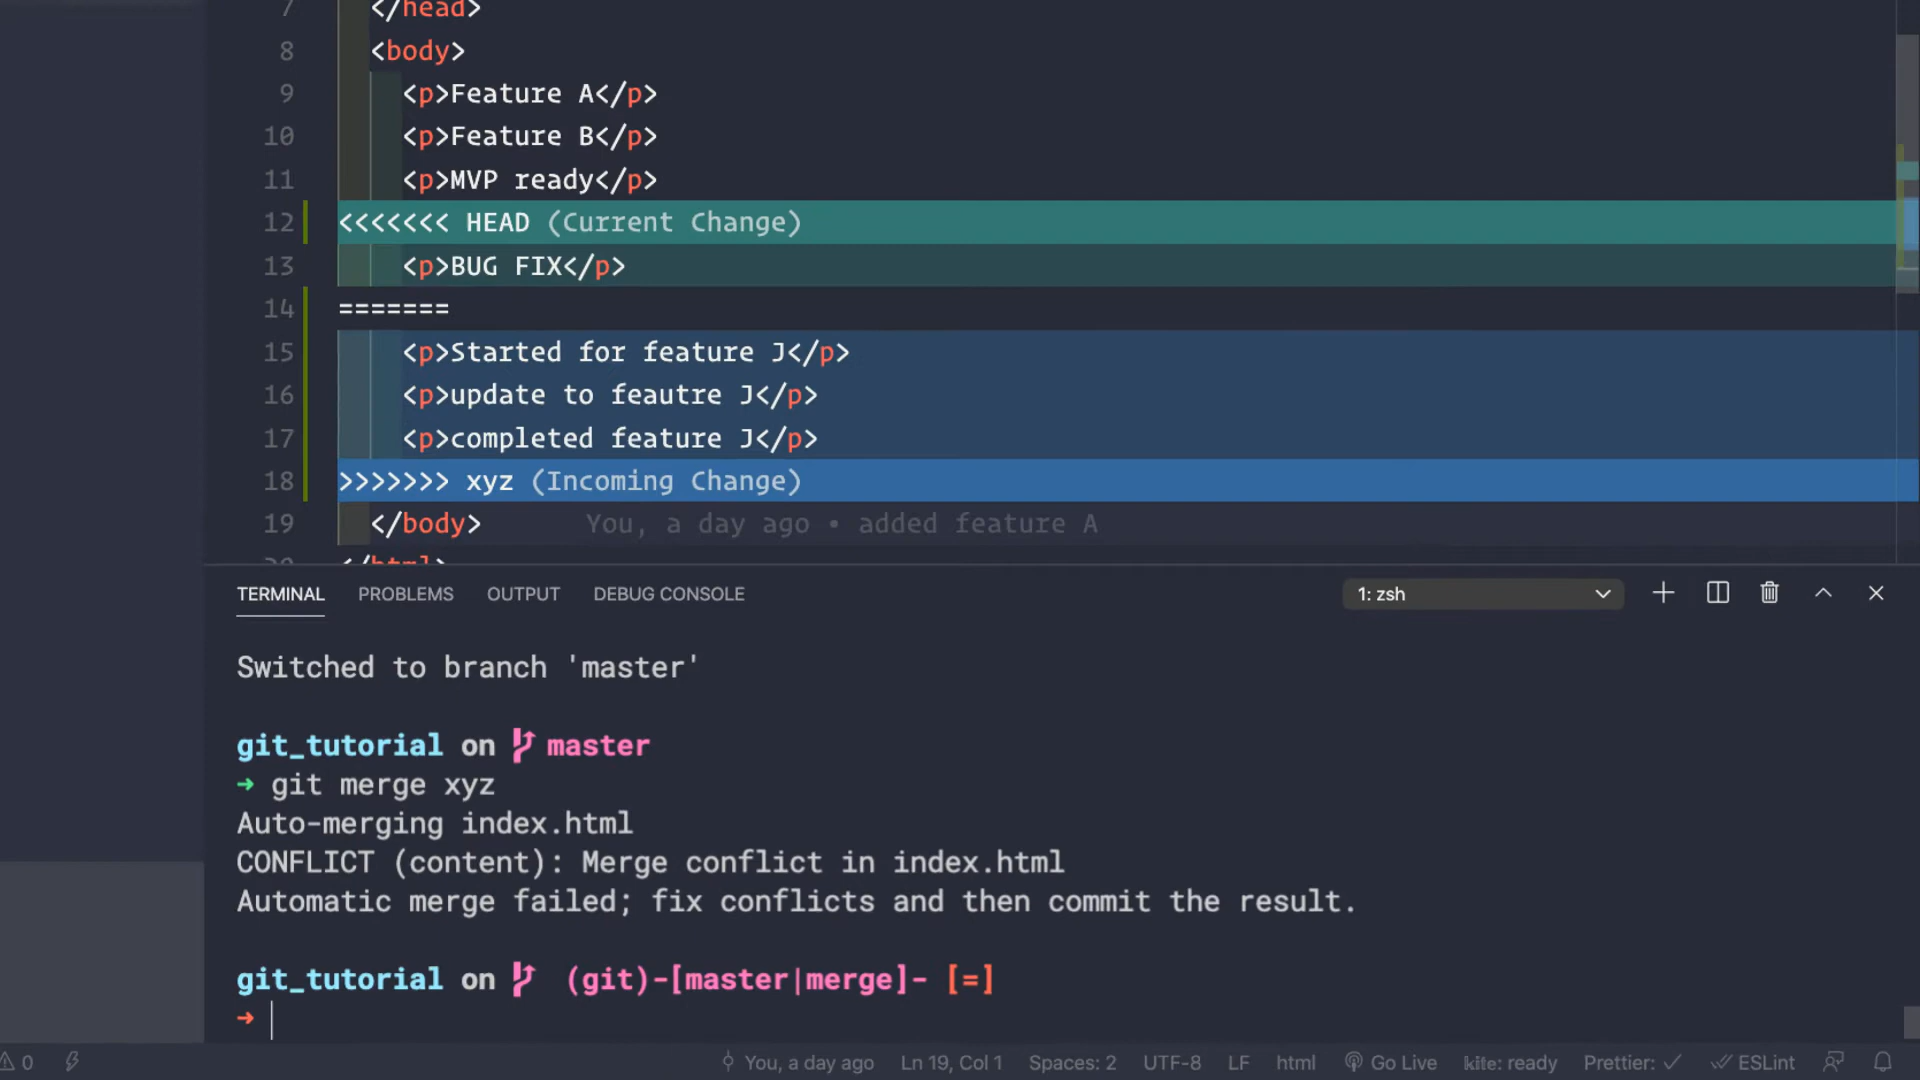 7 </head>
8 <body>
9 <p>Feature A</p>
10 <p>Feature B</p>
11 <p>MVP ready</p>
12 <<<<<<< HEAD (Current Change)
13 <p>BUG FIX</p>
14 =======
15 <p>Started for feature J</p>
16 <p>update to feautre J</p>
17 <p>completed feature J</p>
18 >>>>>>> xyz (Incoming Change)
19 </body> You, a day ago • added feature A
20 </html>
TERMINAL PROBLEMS OUTPUT DEBUG CONSOLE 1: zsh
Switched to branch 'master'
git_tutorial on master
➜ git merge xyz
Auto-merging index.html
CONFLICT (content): Merge conflict in index.html
Automatic merge failed; fix conflicts and then commit the result.
git_tutorial on (git)-[master|merge]- [=]
➜
0 You, a day ago Ln 19, Col 1 Spaces: 2 UTF-8 LF html Go Live kite: ready Prettier: ✓ ESLint